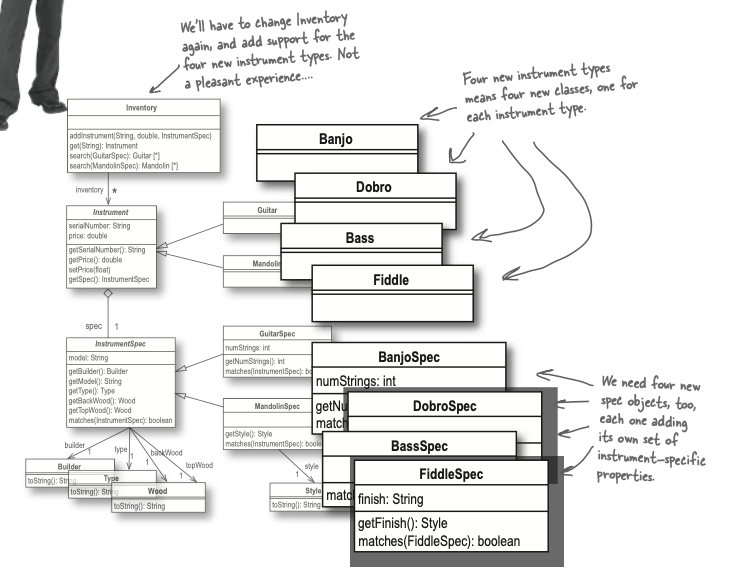 We'll have to change Inventory
again, and add support for the
four new instrument types. Not
a pleasant experience....
Four new instrument types
means four new classes, one for
each instrument type.
Inventory
addInstrument(String, double, InstrumentSpec)
get(String): Instrument
search(GuitarSpec): Guitar [*]
search(MandolinSpec): Mandolin [*]
inventory
*
Instrument
serialNumber: String
price: double
getSerialNumber(): String
getPrice(): double
setPrice(float)
getSpec(): InstrumentSpec
Guitar
Mandolin
Banjo
Dobro
Bass
Fiddle
spec
1
InstrumentSpec
model: String
getBuilder(): Builder
getModel(): String
getType(): Type
getBackWood(): Wood
getTopWood(): Wood
matches(InstrumentSpec): boolean
GuitarSpec
numStrings: int
getNumStrings(): int
matches(InstrumentSpec): bo
MandolinSpec
getStyle(): Style
matches(InstrumentSpec): boole
BanjoSpec
numStrings: int
getNu
match
DobroSpec
BassSpec
matc
FiddleSpec
finish: String
getFinish(): Style
matches(FiddleSpec): boolean
We need four new
spec objects, too,
each one adding
its own set of
instrument-specific
properties.
builder
1
type
1
backWood
1
topWood
1
style
1
Builder
toString(): String
Type
toString(): String
Wood
toString(): String
Style
toString(): String